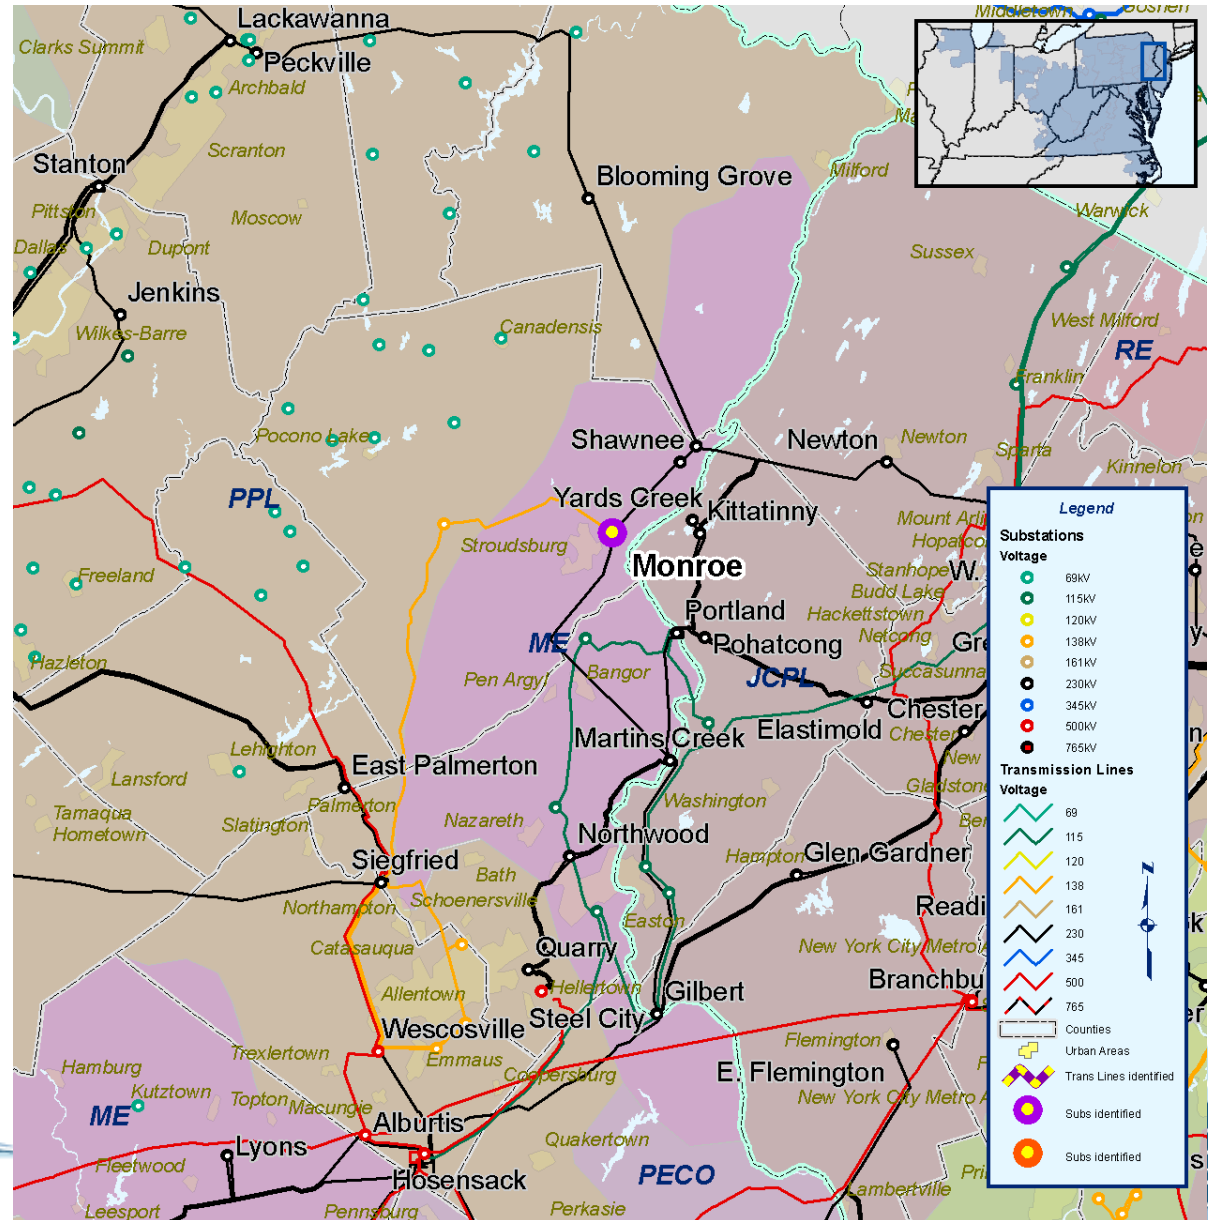 Lackawanna
Middletown
Goshen
Clarks Summit
Peckville
Archbald
Scranton
Stanton
Blooming Grove
Milford
Pittston
Moscow
Warwick
Dallas
Dupont
Sussex
Jenkins
Wilkes-Barre
Canadensis
West Milford
RE
Franklin
Pocono Lake
Shawnee
Newton
Newton
Sparta
Kinnelon
PPL
Yards Creek
Kittatinny
Stroudsburg
Mount Arli
Hopatco
Monroe
Stanhope
W.
Freeland
Budd Lake
Hackettstown
Portland
Netcong
Hazleton
ME
Pohatcong
Gre
y
Pen Argyl
Bangor
JCPL
Succasunna
Chester
Elastimold
Martins Creek
Chester
Lehighton
East Palmerton
New
Lansford
Palmerton
Gladstone
Tamaqua
Hometown
Slatington
Nazareth
Washington
Ber
Northwood
Siegfried
Bath
Hampton
Glen Gardner
Northampton
Schoenersville
Easton
Readi
Catasauqua
Quarry
New York City Metro A
Allentown
Hellertown
Gilbert
Branchbu
Steel City
Wescosville
Trexlertown
Emmaus
Flemington
Hamburg
Coopersburg
E. Flemington
Kutztown
Topton
Macungie
New York City Metro A
ME
Alburtis
Quakertown
Lyons
Fleetwood
PECO
Hosensack
Lambertville
Leesport
Pennsburg
Perkasie
Legend
Substations
Voltage
69kV
115kV
120kV
138kV
161kV
230kV
345kV
500kV
765kV
Transmission Lines
Voltage
69
115
120
138
161
230
345
500
765
N
Counties
Urban Areas
Trans Lines identified
Subs identified
Subs identified